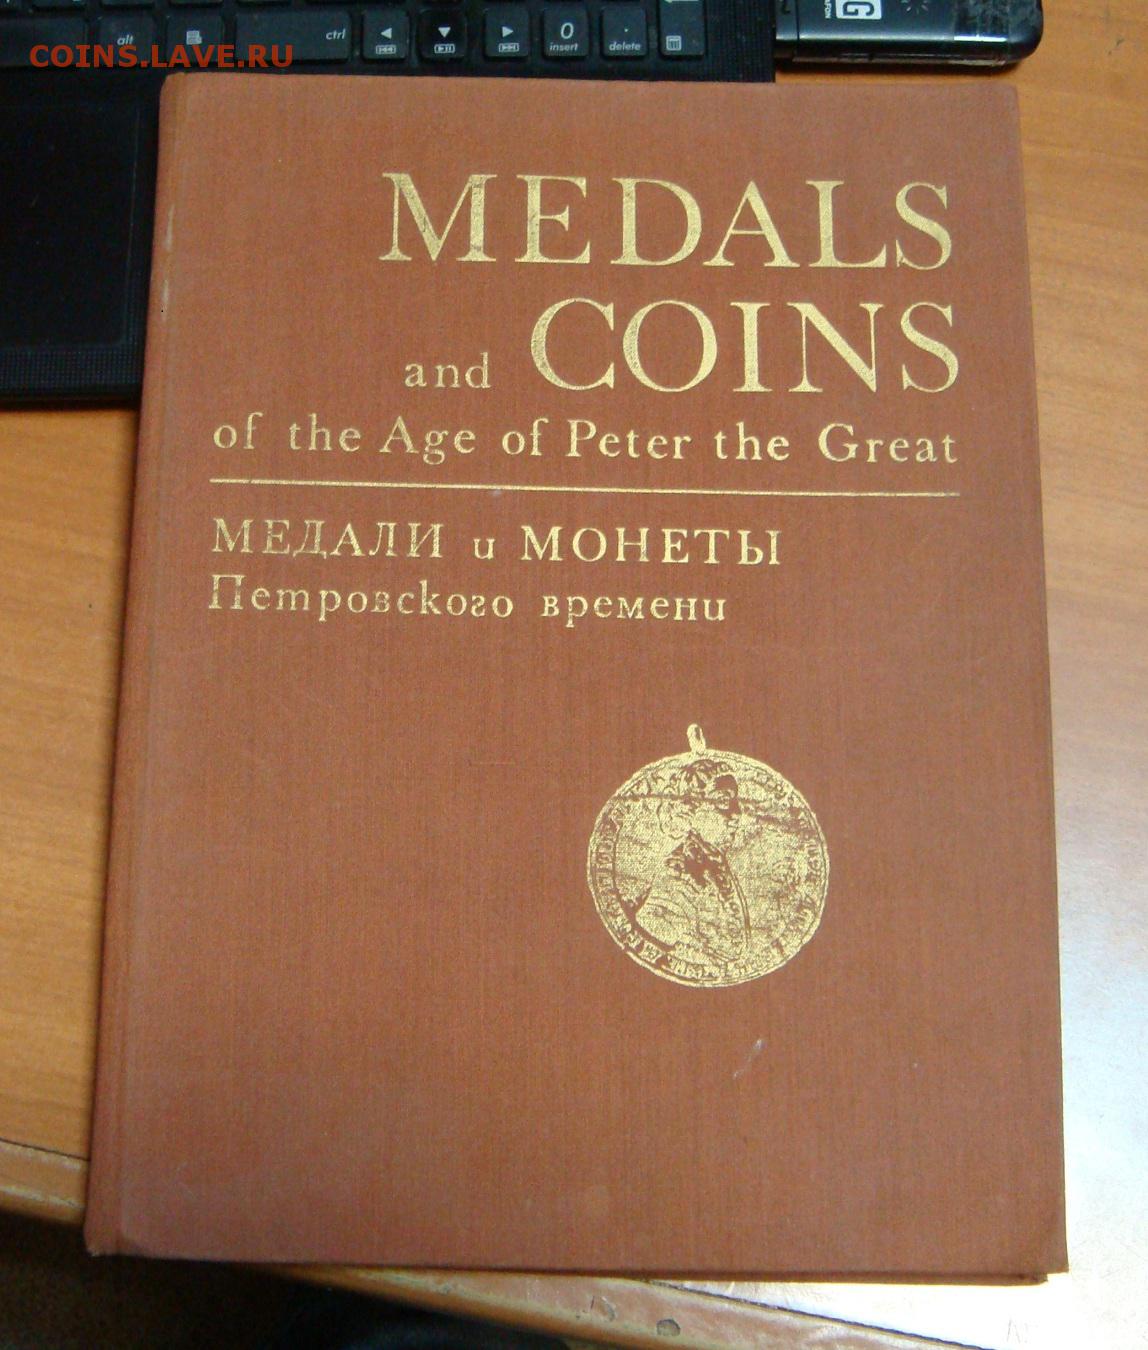 COINS.LAVE.RU
alt
ctrl
0
insert
delete
G
MEDALS
and COINS
of the Age of Peter the Great
МЕДАЛИ и МОНЕТЫ
Петровского времени